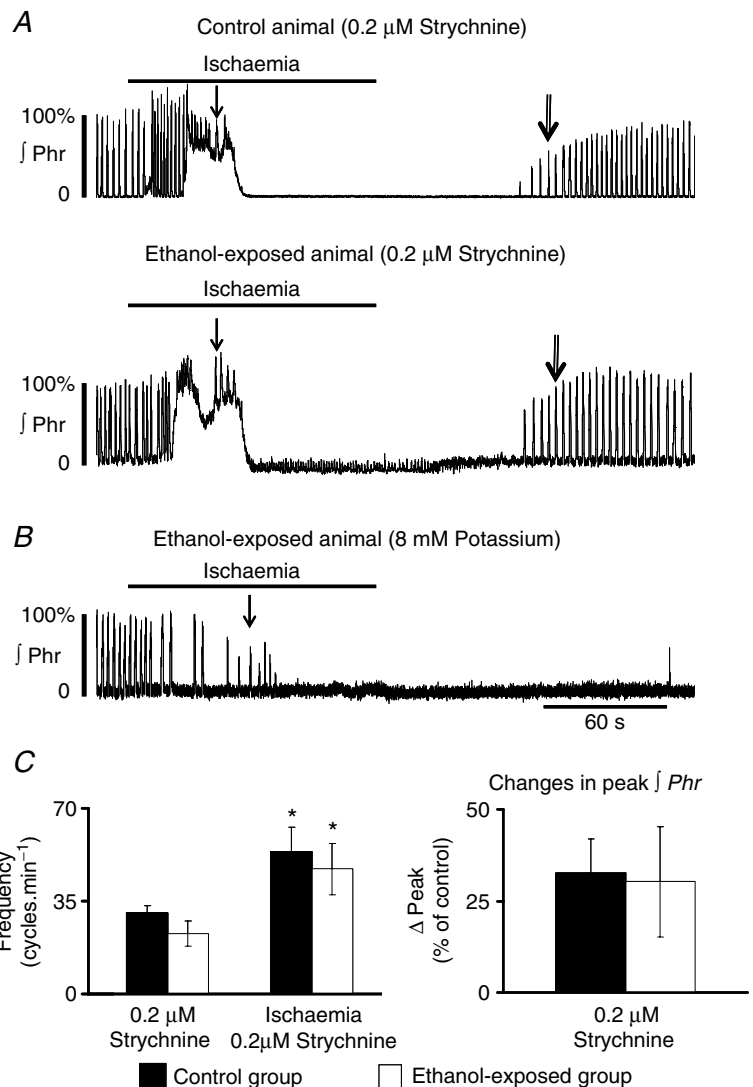 A
Control animal (0.2 μM Strychnine)
Ischaemia
100%
∫ Phr
0
Ethanol-exposed animal (0.2 μM Strychnine)
Ischaemia
100%
∫ Phr
0
B
Ethanol-exposed animal (8 mM Potassium)
Ischaemia
100%
∫ Phr
0
60 s
C
70
35
0
Frequency
(cycles.min⁻¹)
* *
0.2 μM
Strychnine
Ischaemia
0.2μM Strychnine
Changes in peak ∫ Phr
50
25
0
Δ Peak
(% of control)
0.2 μM
Strychnine
Control group
Ethanol-exposed group